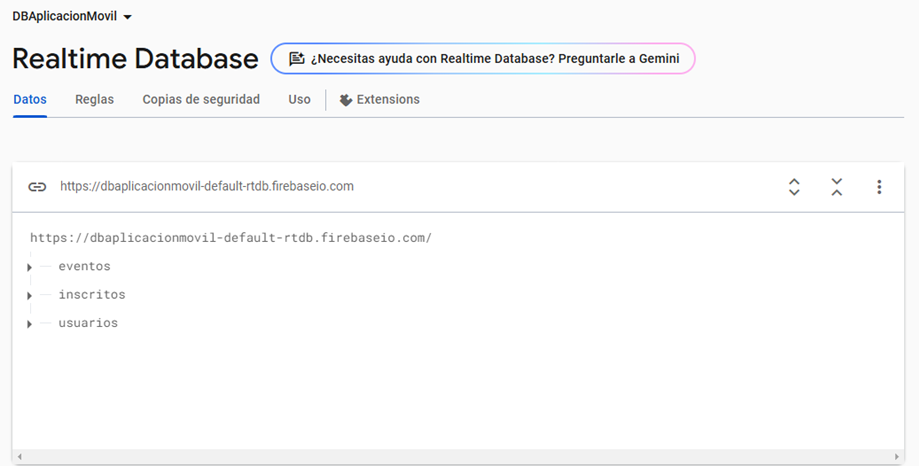 DBAplicacionMovil
Realtime Database
¿Necesitas ayuda con Realtime Database? Preguntarle a Gemini
Datos Reglas Copias de seguridad Uso Extensions
https://dbaplicacionmovil-default-rtdb.firebaseio.com
https://dbaplicacionmovil-default-rtdb.firebaseio.com/
eventos
inscritos
usuarios